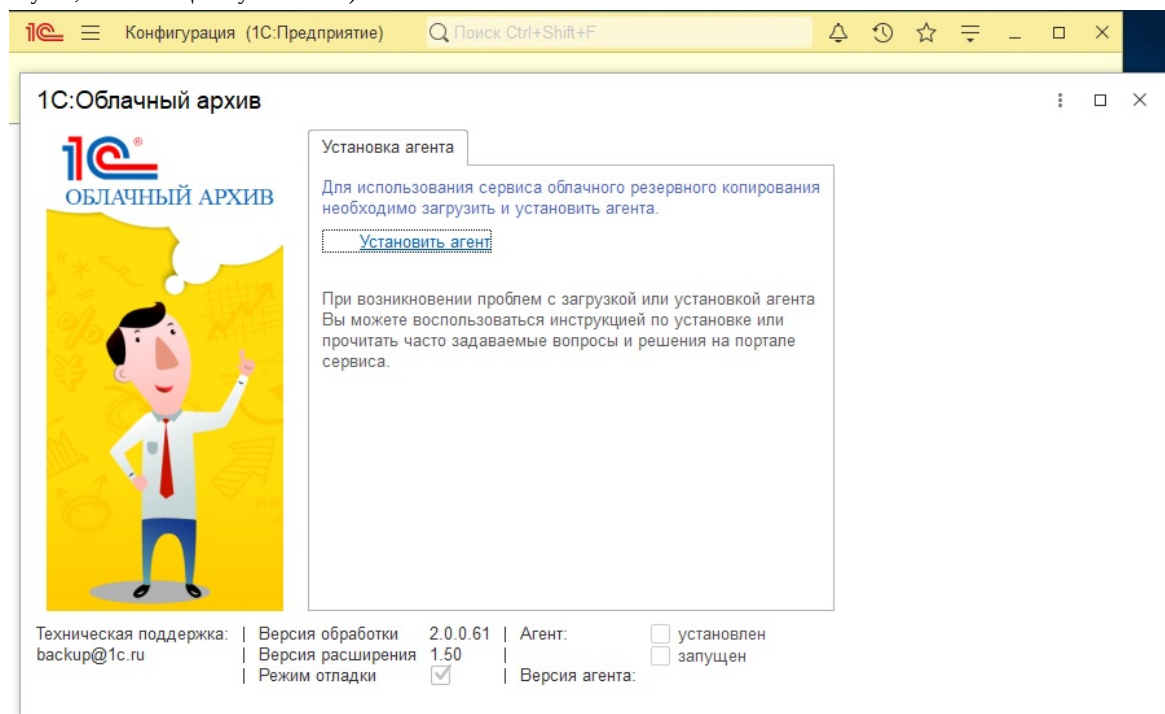 1С Конфигурация (1С:Предприятие) Поиск Ctrl+Shift+F
1С:Облачный архив
1С
ОБЛАЧНЫЙ АРХИВ
Установка агента
Для использования сервиса облачного резервного копирования
необходимо загрузить и установить агента.
Установить агент
При возникновении проблем с загрузкой или установкой агента
Вы можете воспользоваться инструкцией по установке или
прочитать часто задаваемые вопросы и решения на портале
сервиса.
Техническая поддержка: | Версия обработки 2.0.0.61 | Агент: установлен
backup@1c.ru | Версия расширения 1.50 | запущен
| Режим отладки | Версия агента: